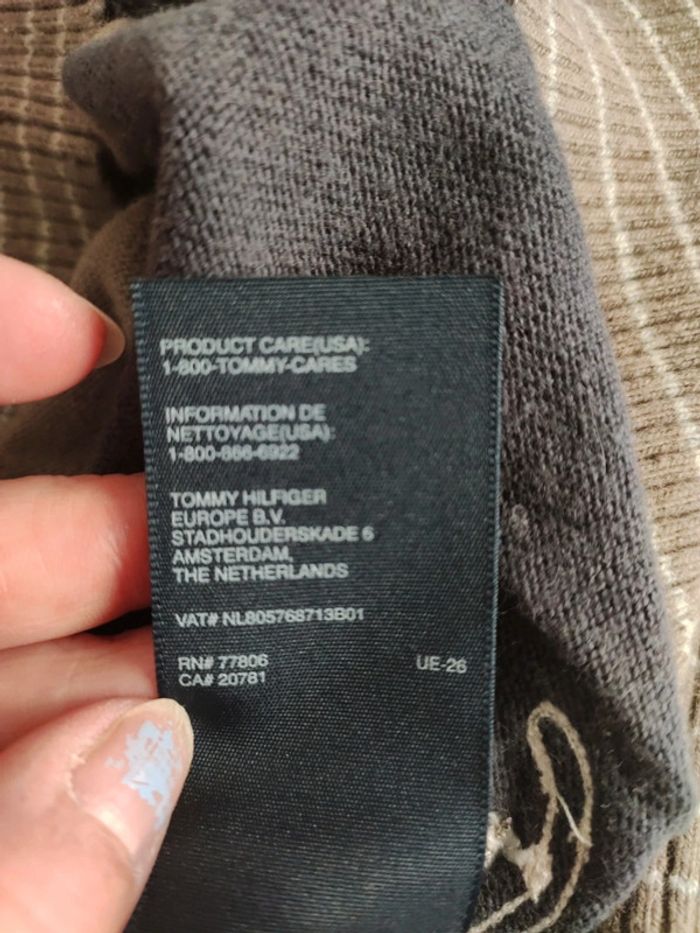 PRODUCT CARE(USA):
1-800-TOMMY-CARES
INFORMATION DE
NETTOYAGE(USA):
1-800-866-6922
TOMMY HILFIGER
EUROPE B.V.
STADHOUDERSKADE 6
AMSTERDAM,
THE NETHERLANDS
VAT# NL805768713B01
RN# 77806 UE-26
CA# 20781